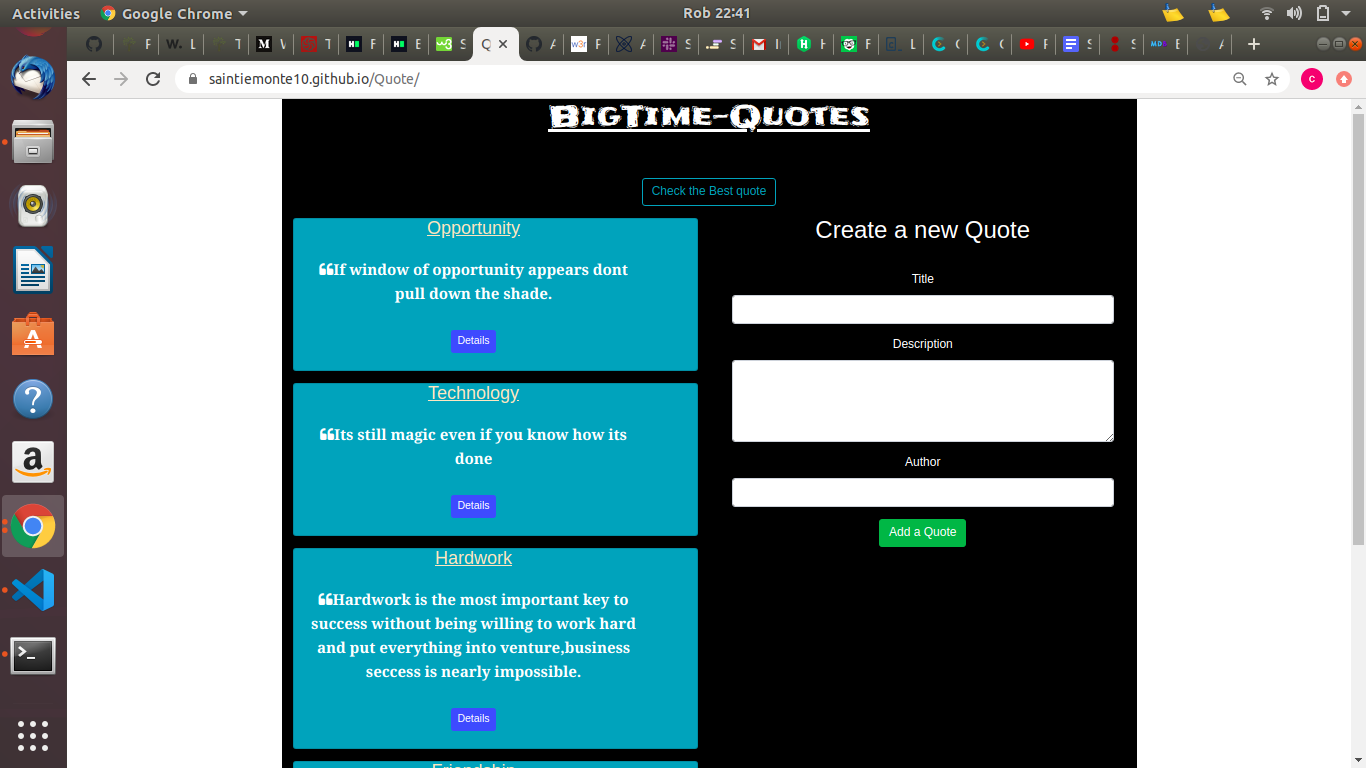 Activities
Google Chrome
Rob 22:41
saintiemonte10.github.io/Quote/
BigTime-Quotes
Check the Best quote
Opportunity
If window of opportunity appears dont
pull down the shade.
Details
Technology
Its still magic even if you know how its
done
Details
Hardwork
Hardwork is the most important key to
success without being willing to work hard
and put everything into venture,business
seccess is nearly impossible.
Details
Create a new Quote
Title
Description
Author
Add a Quote